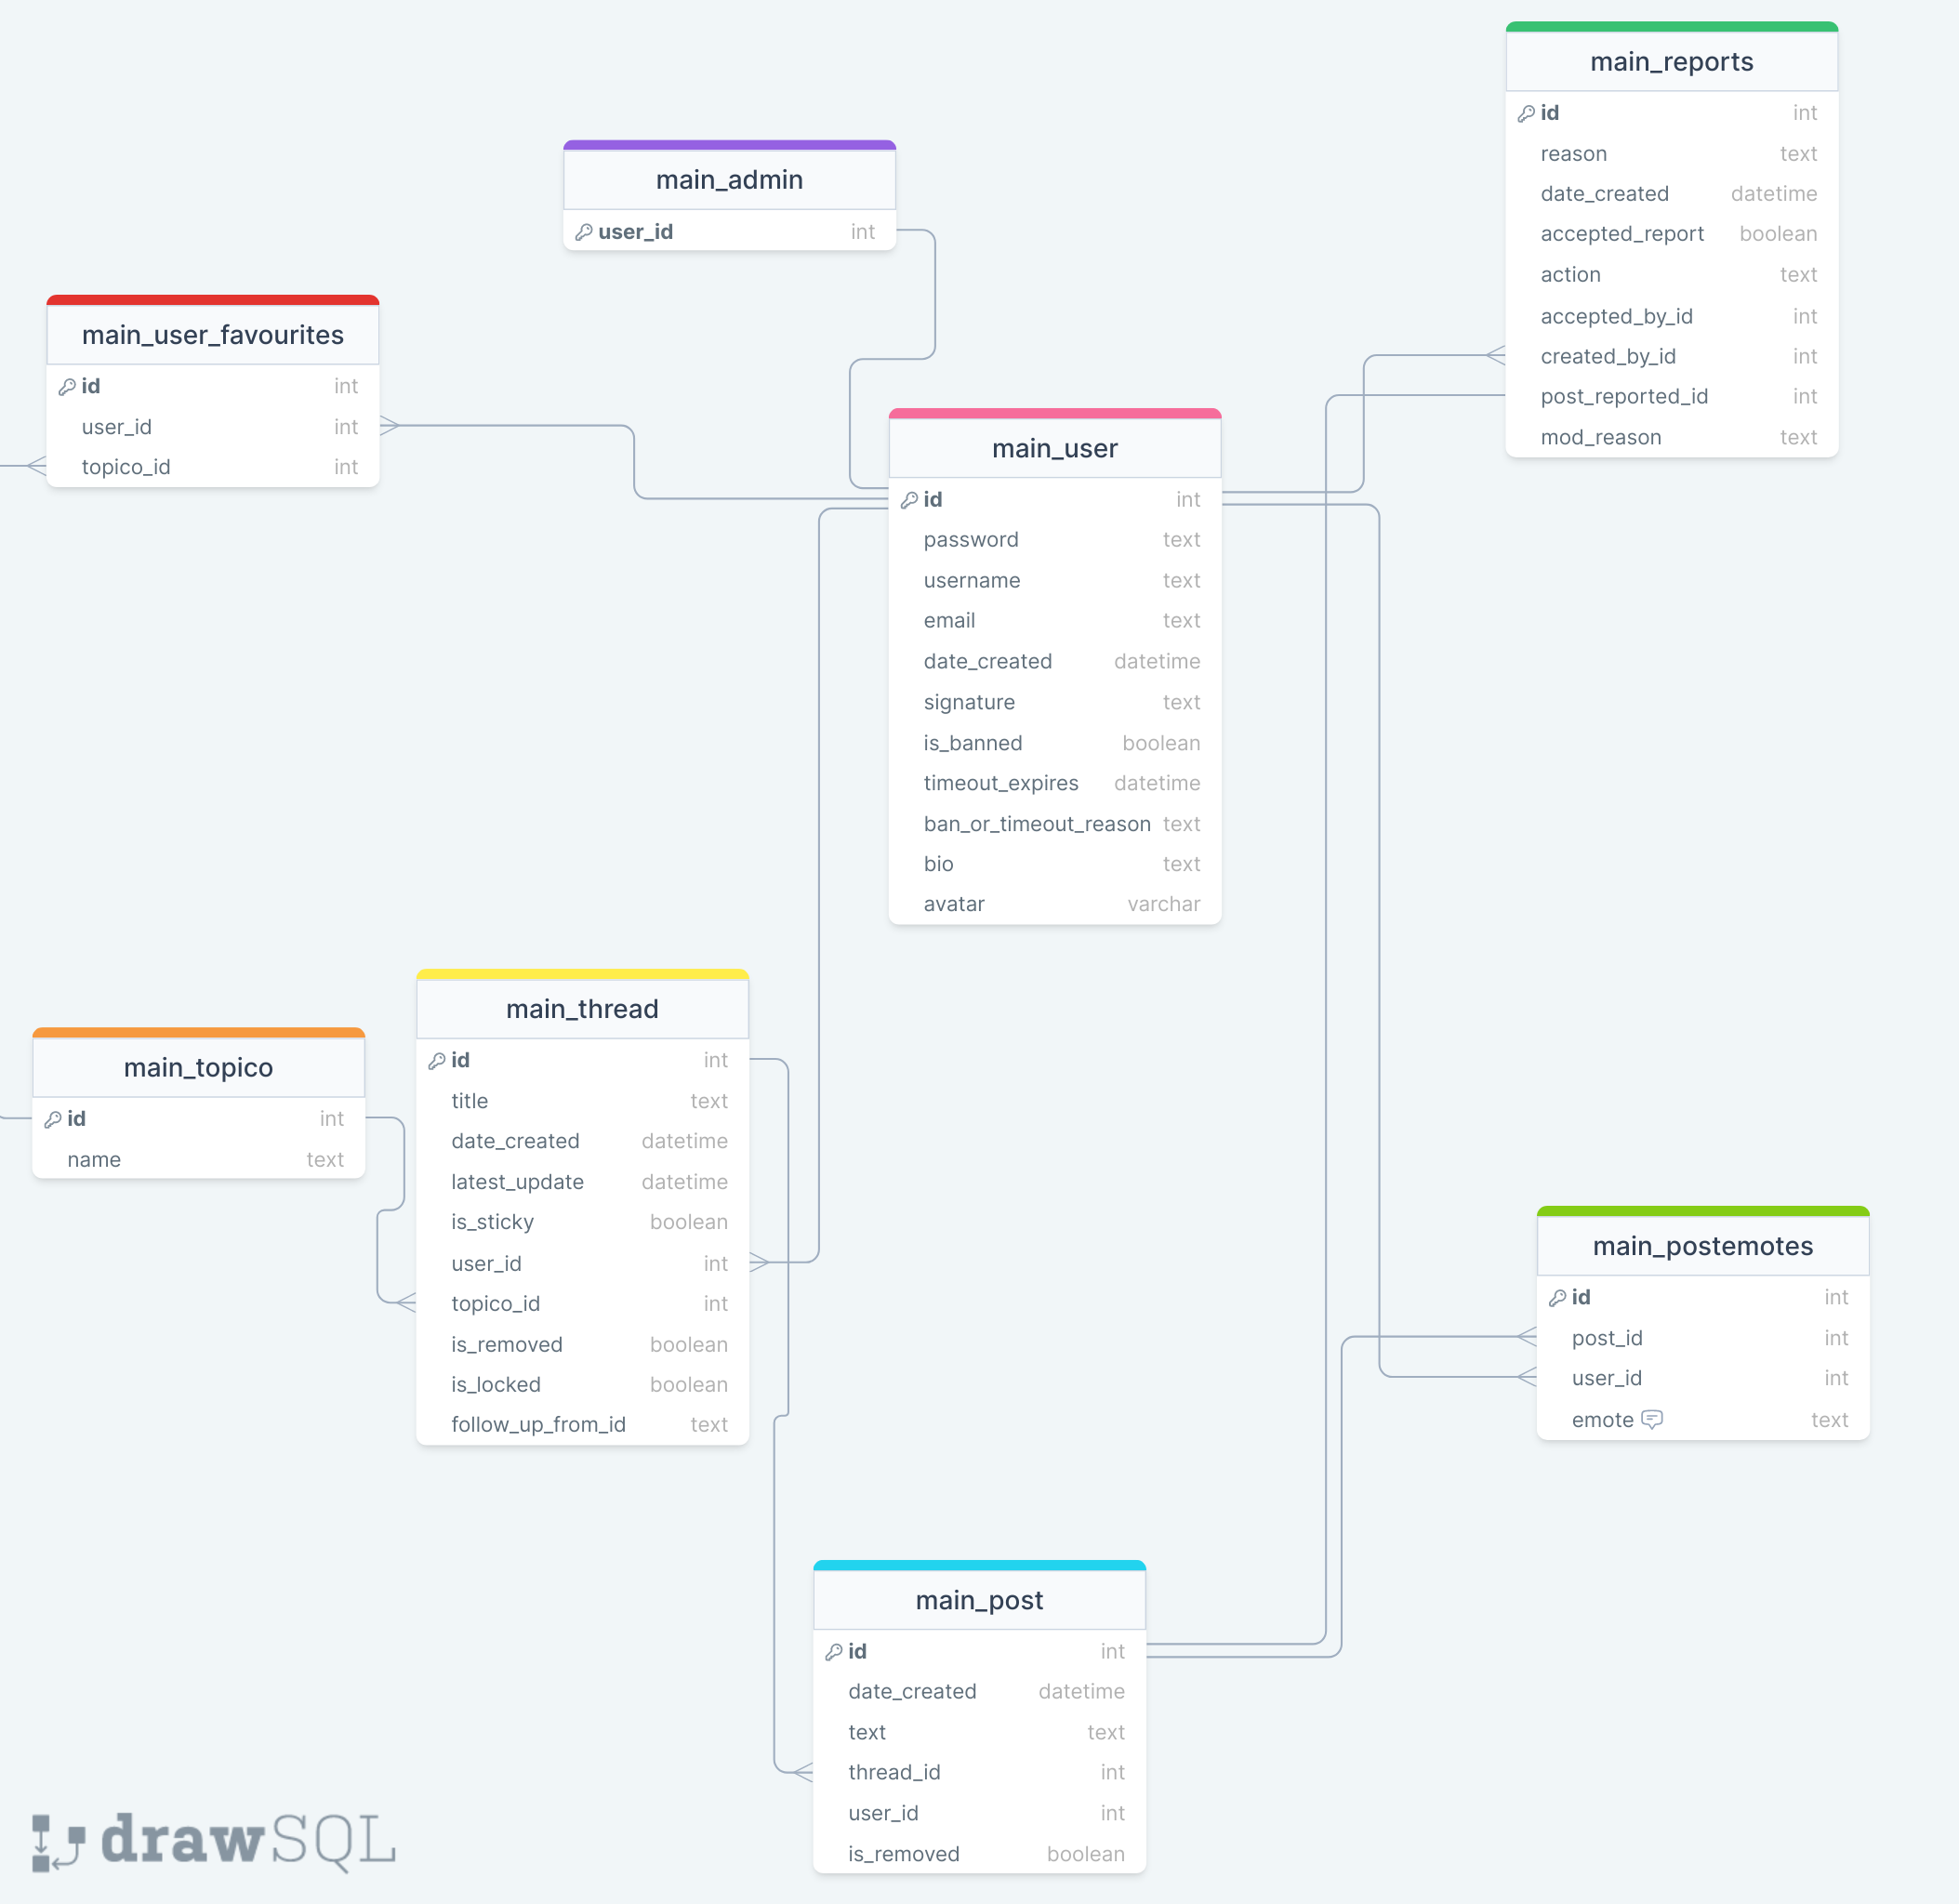 main_reports
id int
reason text
date_created datetime
accepted_report boolean
action text
accepted_by_id int
created_by_id int
post_reported_id int
mod_reason text
main_admin
user_id int
main_user_favourites
id int
user_id int
topico_id int
main_user
id int
password text
username text
email text
date_created datetime
signature text
is_banned boolean
timeout_expires datetime
ban_or_timeout_reason text
bio text
avatar varchar
main_thread
id int
title text
date_created datetime
latest_update datetime
is_sticky boolean
user_id int
topico_id int
is_removed boolean
is_locked boolean
follow_up_from_id text
main_topico
id int
name text
main_postemotes
id int
post_id int
user_id int
emote text
main_post
id int
date_created datetime
text text
thread_id int
user_id int
is_removed boolean
drawSQL